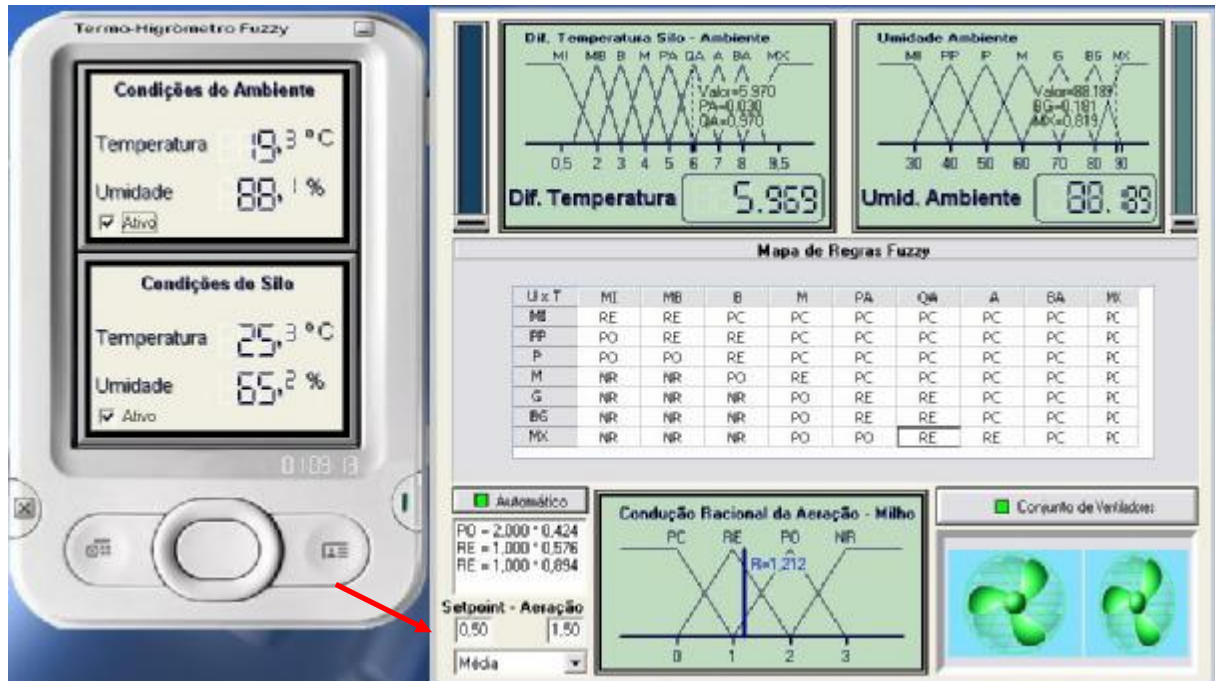 Termo-Higrômetro Fuzzy
Condições do Ambiente
Temperatura 19,3 °C
Umidade 88,1 %
Ativo
Condições do Silo
Temperatura 25,3 °C
Umidade 65,2 %
Ativo
Dif. Temperatura Silo - Ambiente
MI MB B M PA QA A BA MX
Valor=5.970
PA=0,030
QA=0,970
0,5 2 3 4 5 6 7 8 9,5
Dif. Temperatura 5.969
Umidade Ambiente
MI PP P M G BG MX
Valor=88.189
BG=0,181
MX=0,819
30 40 50 60 70 80 90
Umid. Ambiente 88.189
Mapa de Regras Fuzzy
U x T MI MB B M PA QA A BA MX
MI RE RE PC PC PC PC PC PC PC
PP PO RE RE PC PC PC PC PC PC
P PO PO RE PC PC PC PC PC PC
M NR NR PO RE PC PC PC PC PC
G NR NR NR PO RE RE PC PC PC
BG NR NR NR PO RE RE PC PC PC
MX NR NR NR PO PO RE RE PC PC
Automático
PO = 2,000 * 0,424
RE = 1,000 * 0,576
RE = 1,000 * 0,894
Setpoint - Aeração
0,50 1,50
Média
Condução Racional da Aeração - Milho
PC RE PO NR
R=1,212
0 1 2 3
Conjunto de Ventiladores